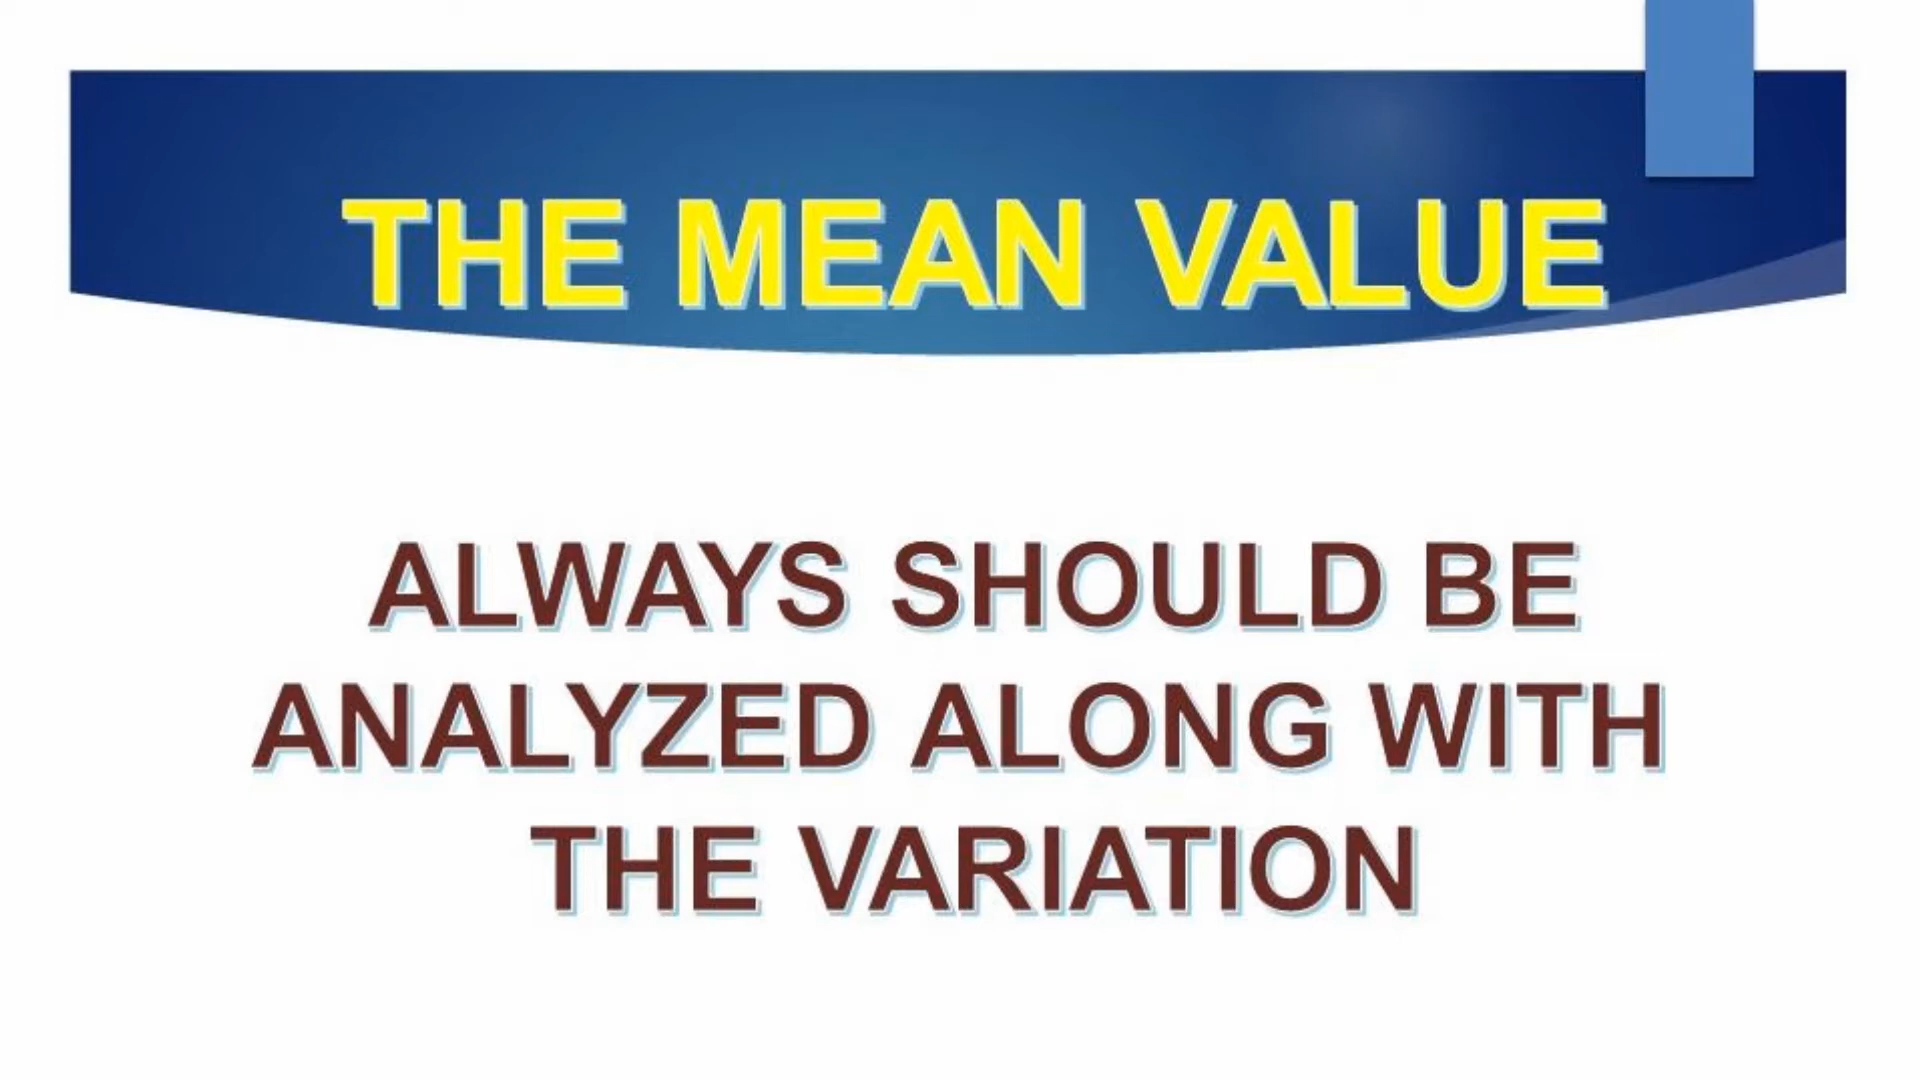 THE MEAN VALUE
ALWAYS SHOULD BE
ANALYZED ALONG WITH
THE VARIATION